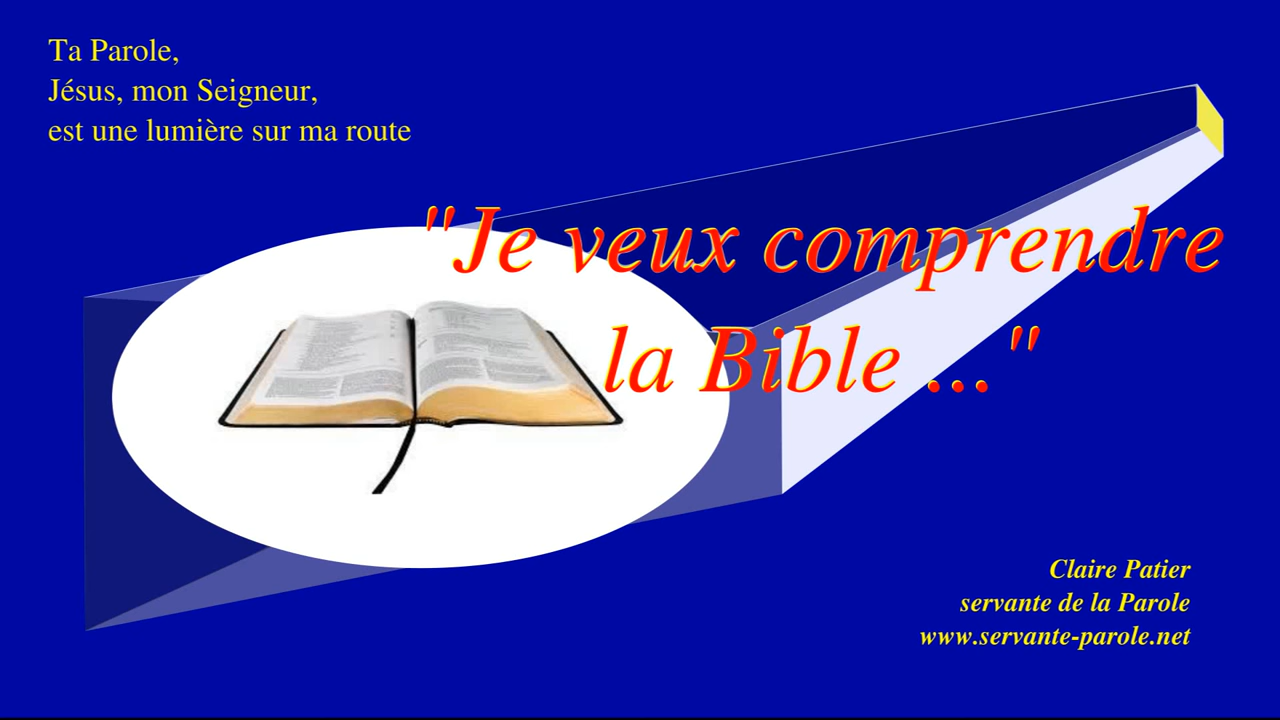 Ta Parole,
Jésus, mon Seigneur,
est une lumière sur ma route
"Je veux comprendre
la Bible ..."
Claire Patier
servante de la Parole
www.servante-parole.net